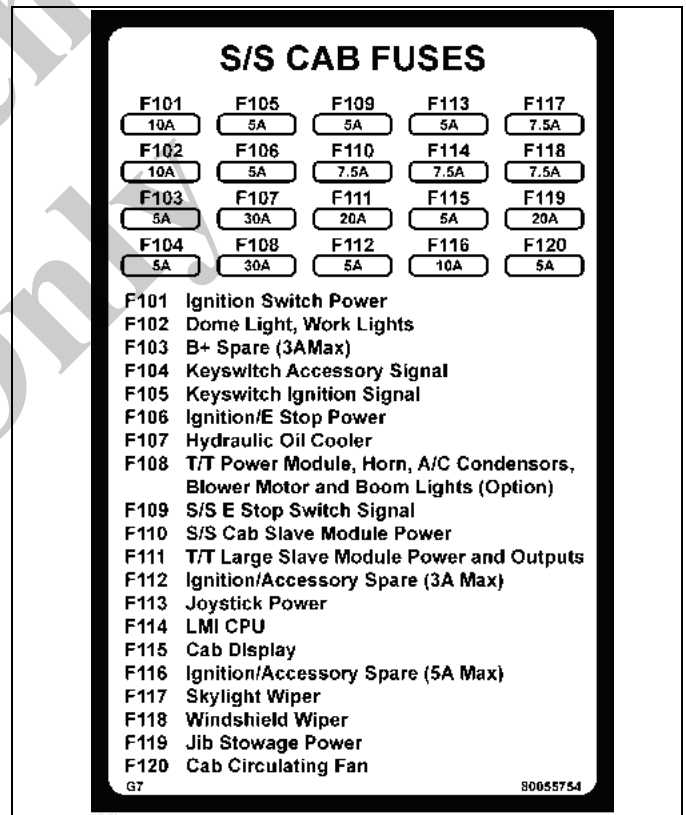 S/S CAB FUSES
F101 F105 F109 F113 F117
10A 5A 5A 5A 7.5A
F102 F106 F110 F114 F118
10A 5A 7.5A 7.5A 7.5A
F103 F107 F111 F115 F119
5A 30A 20A 5A 20A
F104 F108 F112 F116 F120
5A 30A 5A 10A 5A
F101 Ignition Switch Power
F102 Dome Light, Work Lights
F103 B+ Spare (3AMax)
F104 Keyswitch Accessory Signal
F105 Keyswitch Ignition Signal
F106 Ignition/E Stop Power
F107 Hydraulic Oil Cooler
F108 T/T Power Module, Horn, A/C Condensors,
Blower Motor and Boom Lights (Option)
F109 S/S E Stop Switch Signal
F110 S/S Cab Slave Module Power
F111 T/T Large Slave Module Power and Outputs
F112 Ignition/Accessory Spare (3A Max)
F113 Joystick Power
F114 LMI CPU
F115 Cab Display
F116 Ignition/Accessory Spare (5A Max)
F117 Skylight Wiper
F118 Windshield Wiper
F119 Jib Stowage Power
F120 Cab Circulating Fan
G7 80055754
only